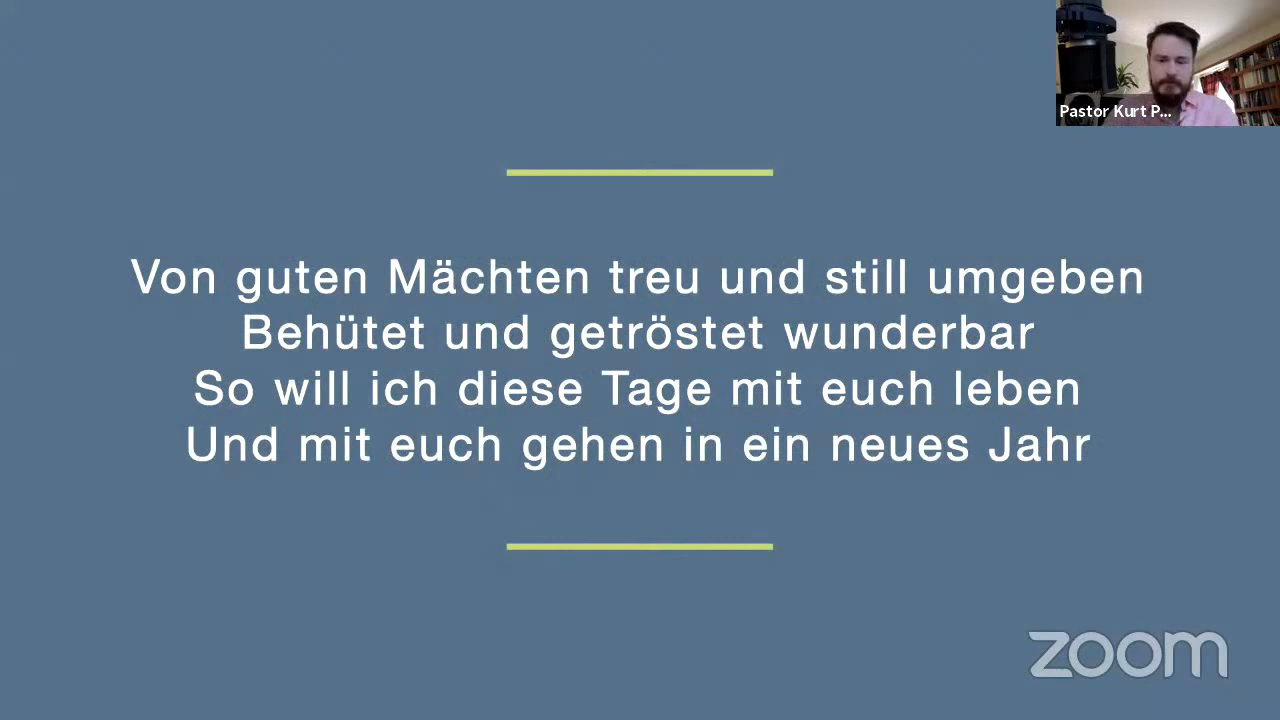 Pastor Kurt P...
Von guten Mächten treu und still umgeben
Behütet und getröstet wunderbar
So will ich diese Tage mit euch leben
Und mit euch gehen in ein neues Jahr
zoom